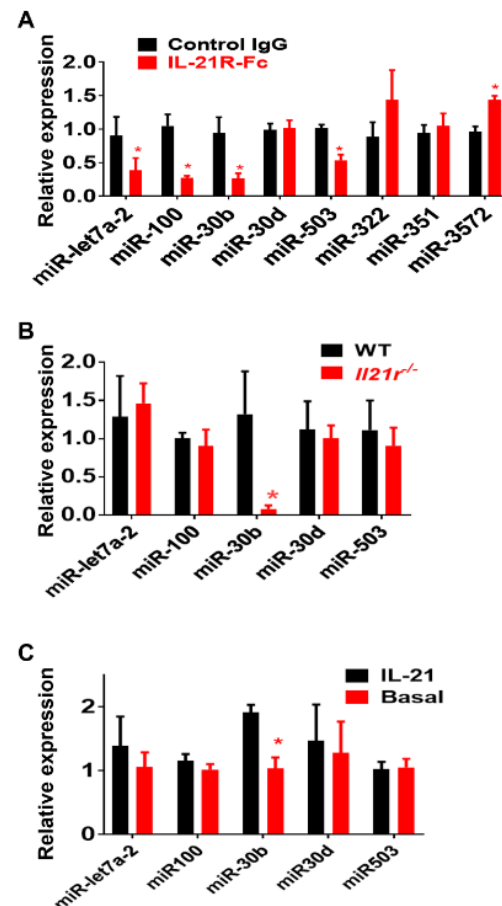 A
Control IgG
IL-21R-Fc
Relative expression
2.0
1.5
1.0
0.5
0.0
* * * * *
miR-let7a-2 miR-100 miR-30b miR-30d miR-503 miR-322 miR-351 miR-3572
B
WT
Il21r-/-
Relative expression
2.0
1.5
1.0
0.5
0.0
*
miR-let7a-2 miR-100 miR-30b miR-30d miR-503
C
IL-21
Basal
Relative expression
2
1
0
*
miR-let7a-2 miR100 miR-30b miR30d miR503